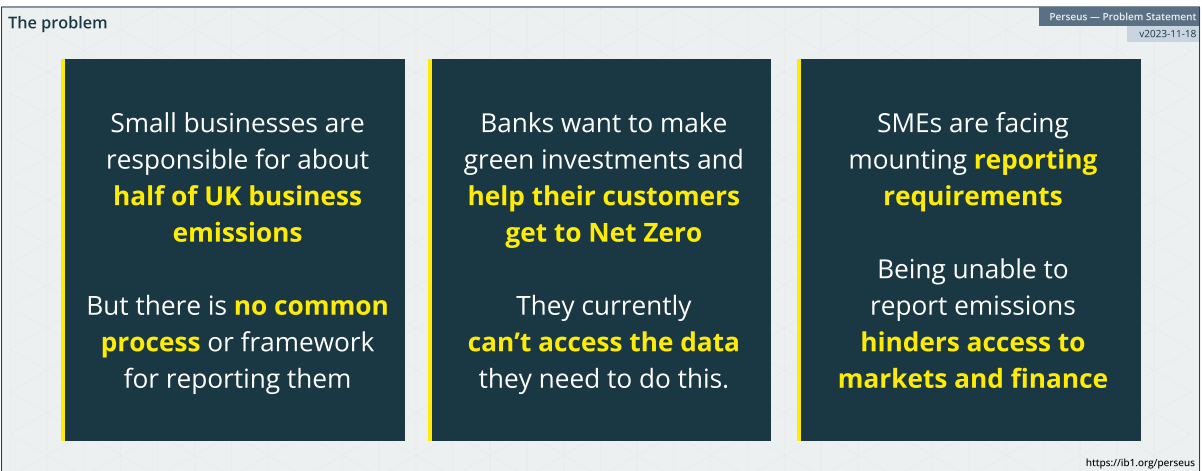 The problem
Perseus — Problem Statement
v2023-11-18
Small businesses are
responsible for about
half of UK business
emissions
But there is no common
process or framework
for reporting them
Banks want to make
green investments and
help their customers
get to Net Zero
They currently
can’t access the data
they need to do this.
SMEs are facing
mounting reporting
requirements
Being unable to
report emissions
hinders access to
markets and finance
https://ib1.org/perseus